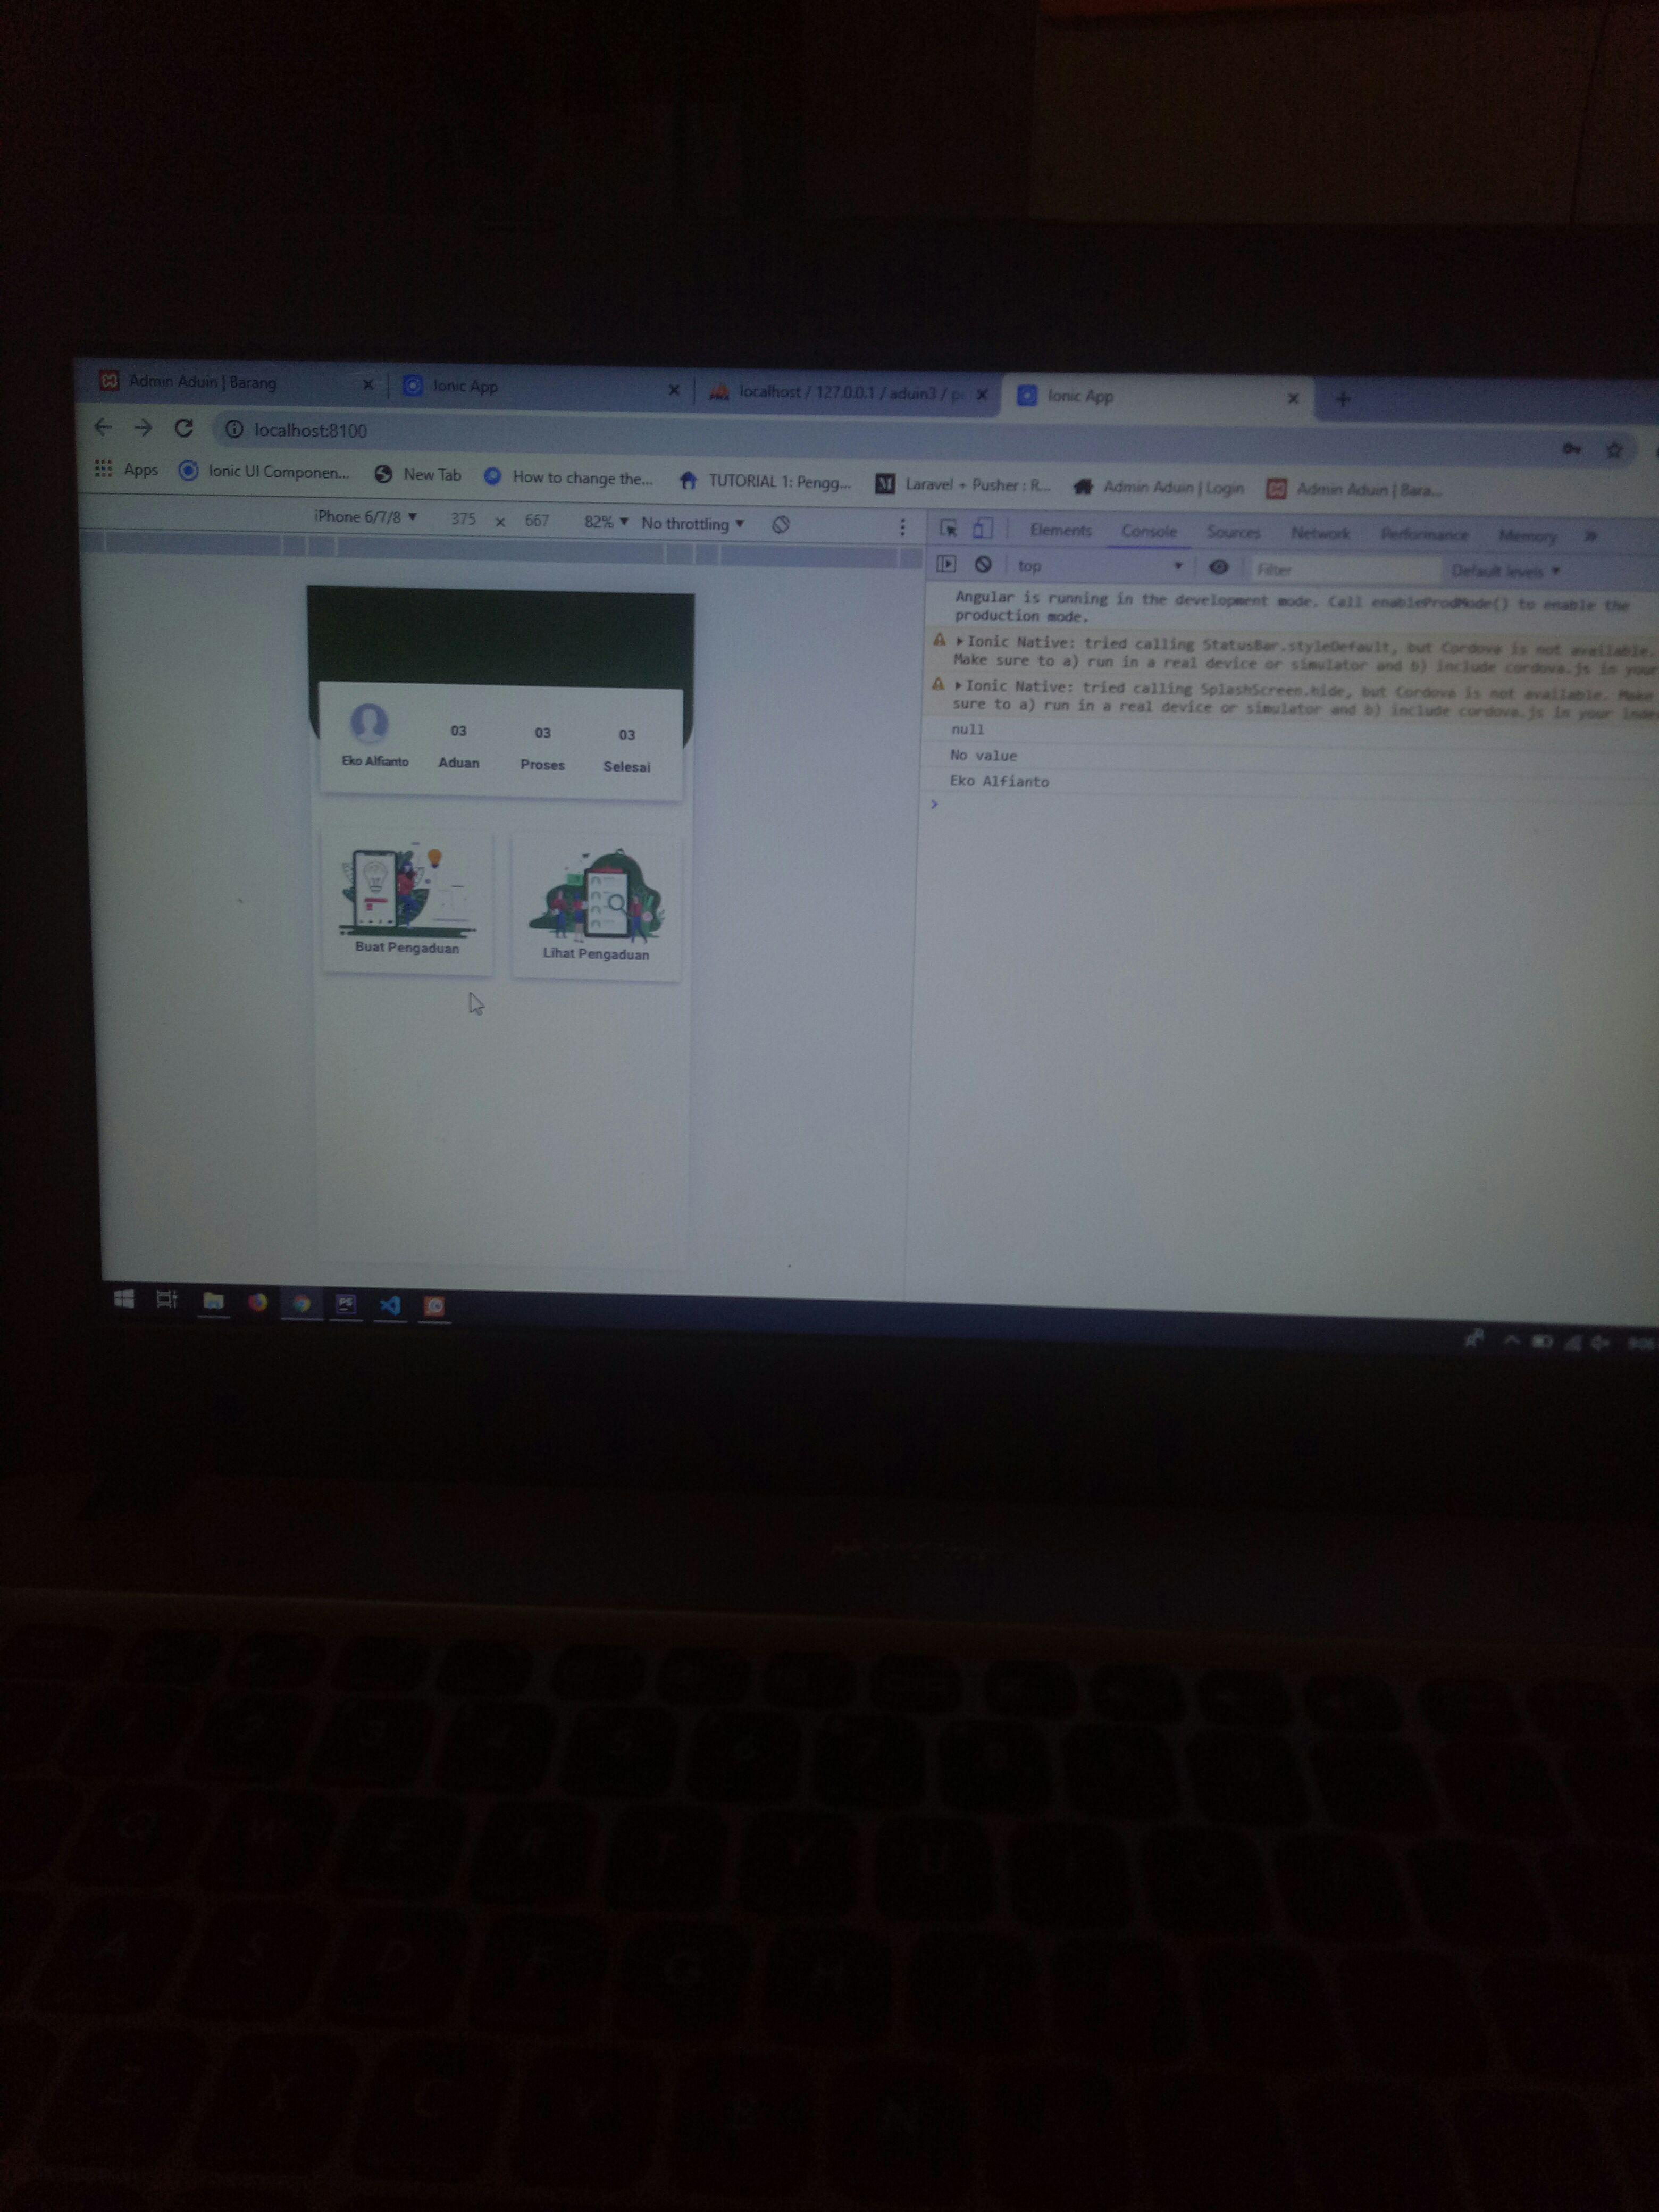 Admin Aduin | Barang
Ionic App
localhost / 127.0.0.1 / aduin3 / p
Ionic App
localhost:8100
Apps
Ionic UI Componen...
New Tab
How to change the...
TUTORIAL 1: Pengg...
Laravel + Pusher : R...
Admin Aduin | Login
Admin Aduin | Bara...
iPhone 6/7/8 375 x 667 82% No throttling
Elements Console Sources Network Performance Memory
top Filter Default levels
Angular is running in the development mode. Call enableProdMode() to enable the
production mode.
Ionic Native: tried calling StatusBar.styleDefault, but Cordova is not available.
Make sure to a) run in a real device or simulator and b) include cordova.js in your
Ionic Native: tried calling SplashScreen.hide, but Cordova is not available. Make
sure to a) run in a real device or simulator and b) include cordova.js in your inde
null
No value
Eko Alfianto
03 03 03
Eko Alfianto Aduan Proses Selesai
Buat Pengaduan Lihat Pengaduan
PS
2 3
Q W E R T Y U
A S D F G H
X C